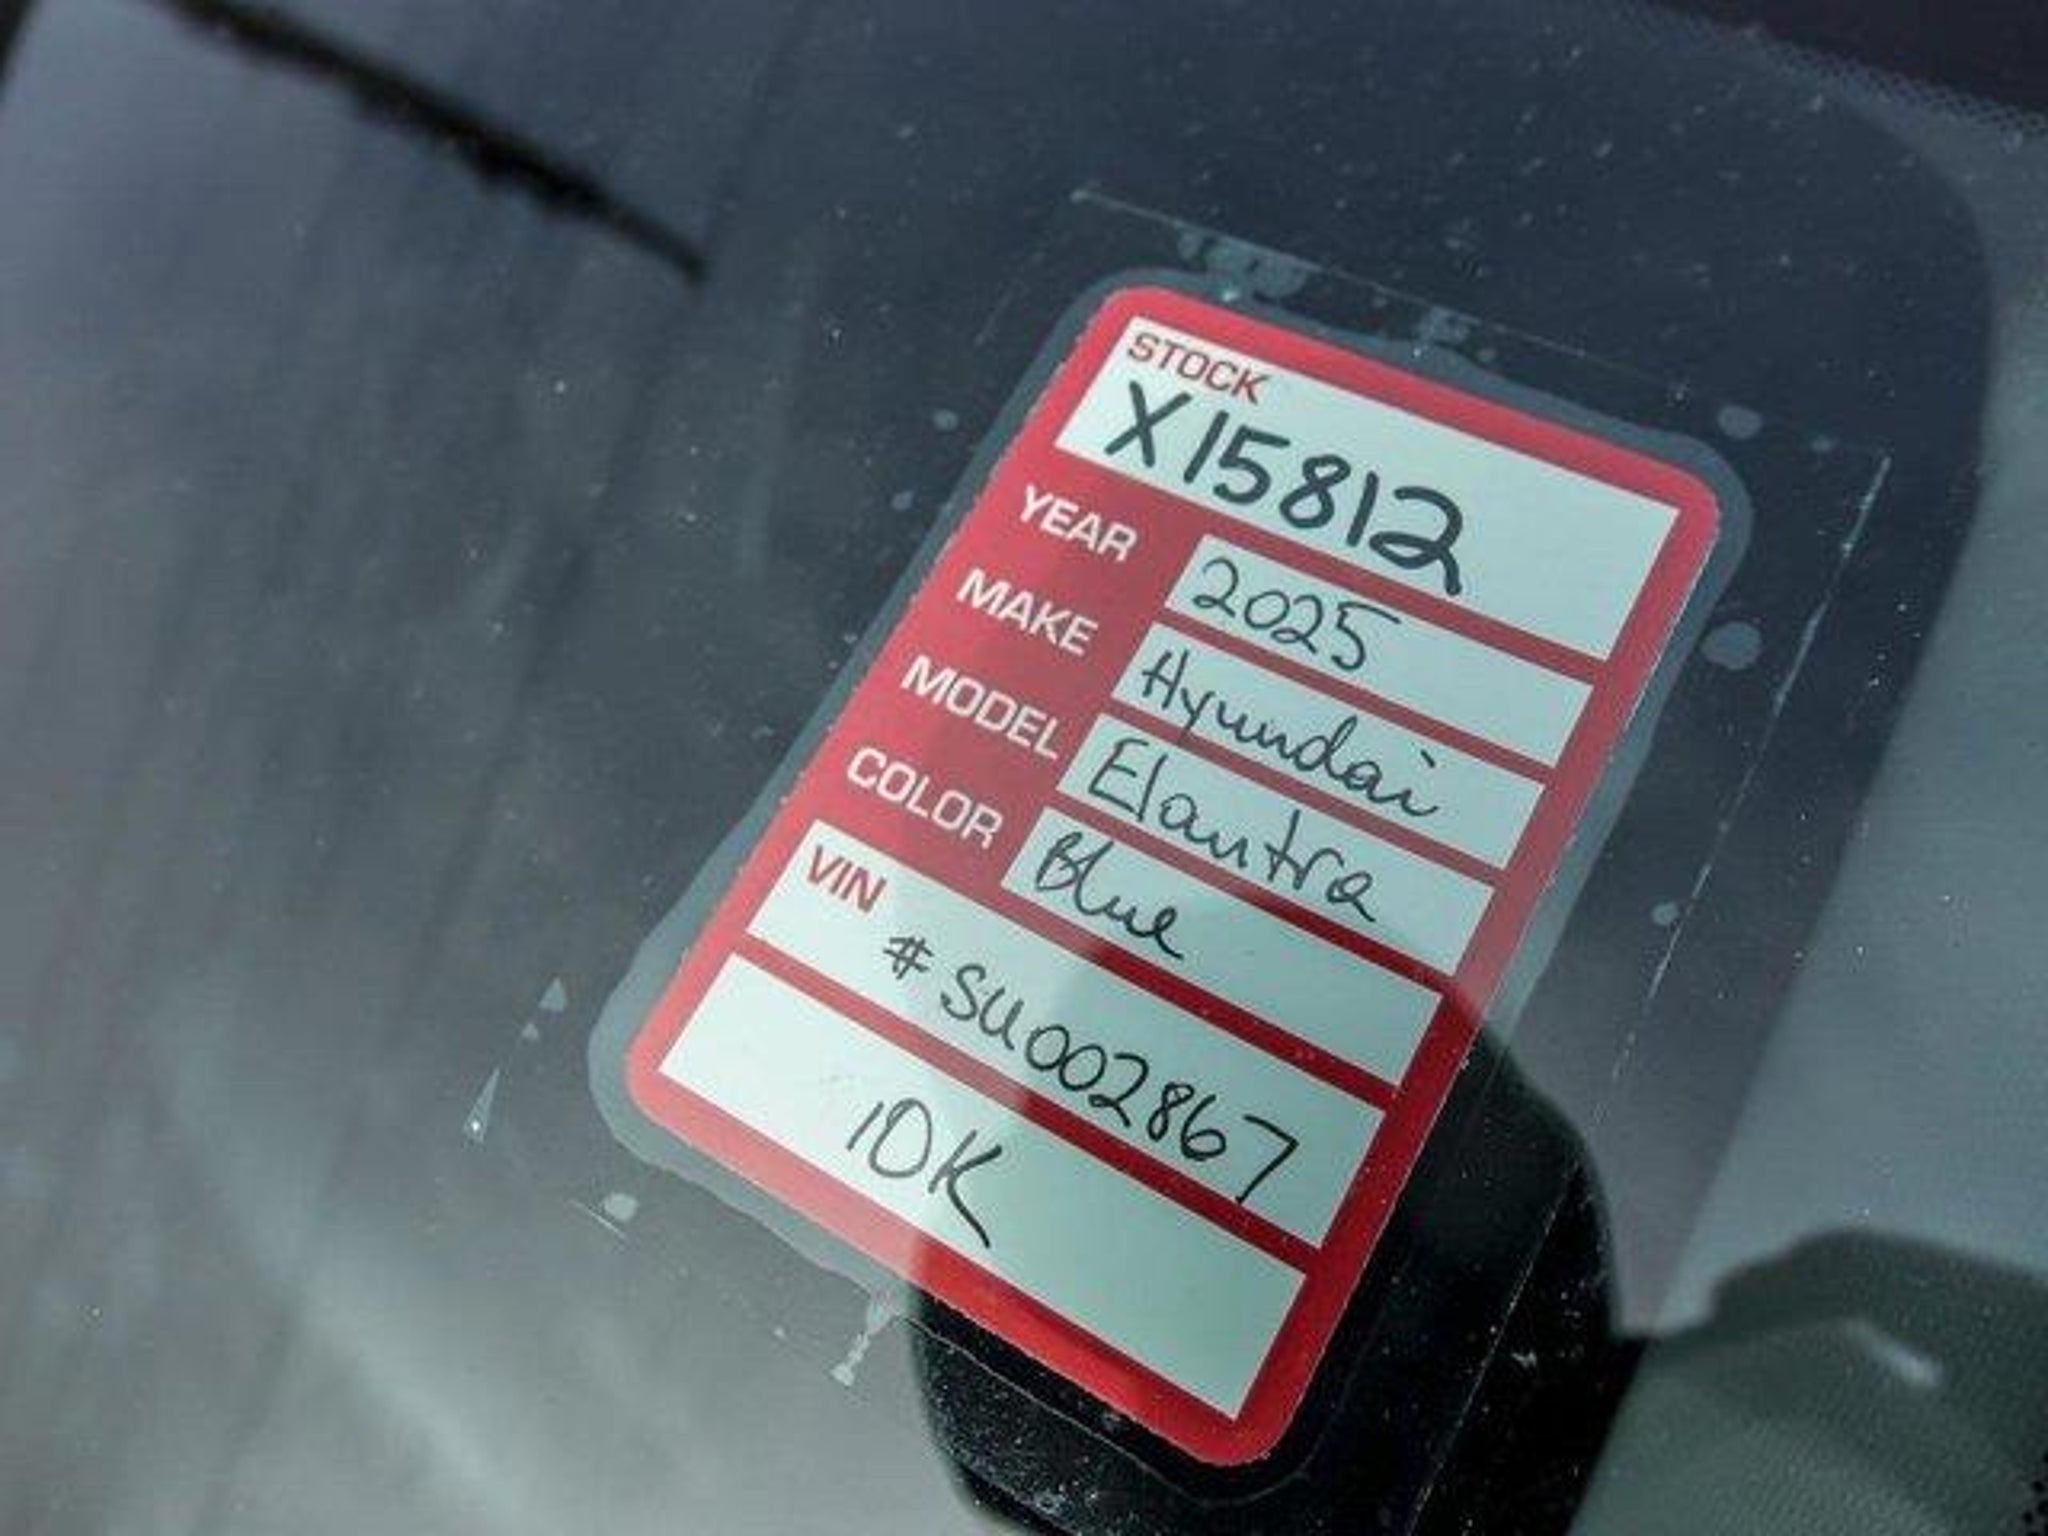 STOCK
X15812
YEAR 2025
MAKE Hyundai
MODEL Elantra
COLOR Blue
VIN
# SU002867
10K